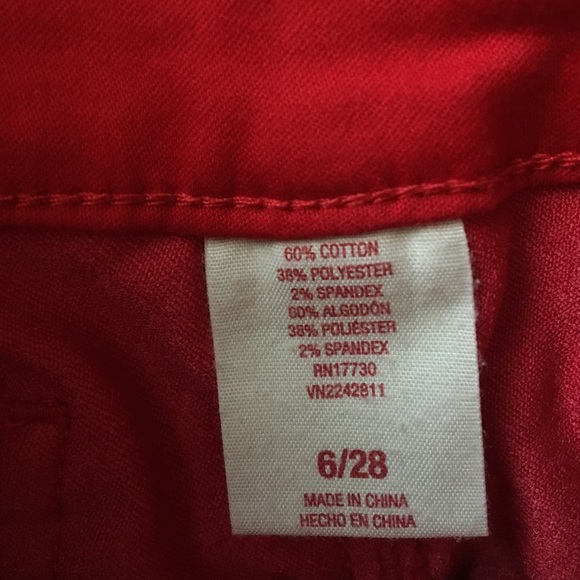 60% COTTON
38% POLYESTER
2% SPANDEX
60% ALGODÓN
38% POLIÉSTER
2% SPANDEX
RN17730
VN2242811
6/28
MADE IN CHINA
HECHO EN CHINA